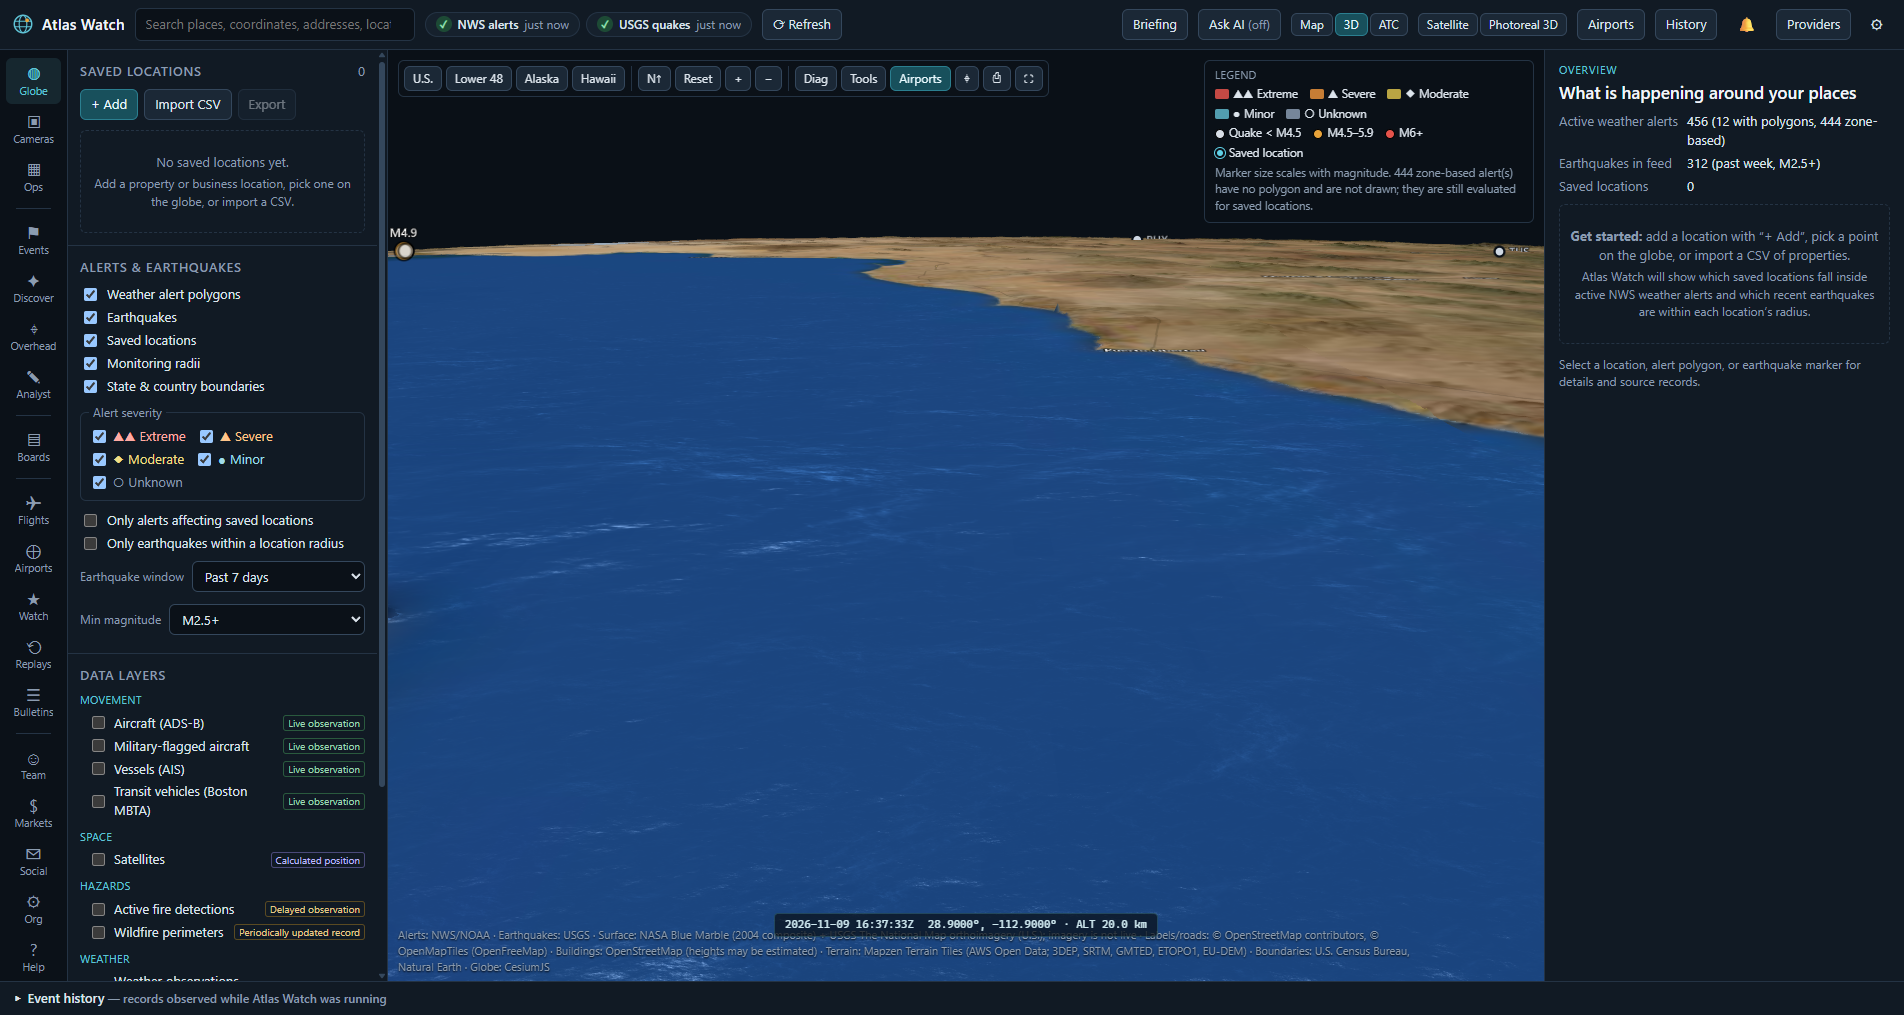 Atlas Watch
Search places, coordinates, addresses, locat
✓ NWS alerts just now
✓ USGS quakes just now
⟳ Refresh
Briefing
Ask AI (off)
Map
3D
ATC
Satellite
Photoreal 3D
Airports
History
Providers
Globe
Cameras
Ops
Events
Discover
Overhead
Analyst
Boards
Flights
Airports
Watch
Replays
Bulletins
Team
Markets
Social
Org
Help
SAVED LOCATIONS 0
+ Add
Import CSV
Export
No saved locations yet.
Add a property or business location, pick one on
the globe, or import a CSV.
ALERTS & EARTHQUAKES
Weather alert polygons
Earthquakes
Saved locations
Monitoring radii
State & country boundaries
Alert severity
▲▲ Extreme ▲ Severe
◆ Moderate ● Minor
○ Unknown
Only alerts affecting saved locations
Only earthquakes within a location radius
Earthquake window Past 7 days
Min magnitude M2.5+
DATA LAYERS
MOVEMENT
Aircraft (ADS-B) Live observation
Military-flagged aircraft Live observation
Vessels (AIS) Live observation
Transit vehicles (Boston
MBTA) Live observation
SPACE
Satellites Calculated position
HAZARDS
Active fire detections Delayed observation
Wildfire perimeters Periodically updated record
WEATHER
Weather observations
U.S.
Lower 48
Alaska
Hawaii
N↑
Reset
+
−
Diag
Tools
Airports
LEGEND
▲▲ Extreme ▲ Severe ◆ Moderate
● Minor ○ Unknown
Quake < M4.5 M4.5–5.9 M6+
Saved location
Marker size scales with magnitude. 444 zone-based alert(s)
have no polygon and are not drawn; they are still evaluated
for saved locations.
M4.9
2026-11-09 16:37:33Z 28.9000°, -112.9000° · ALT 20.0 km
Alerts: NWS/NOAA · Earthquakes: USGS · Surface: NASA Blue Marble (2004 composite) · USGS The National Map orthoimagery (U.S.), imagery is not live · Labels/roads: © OpenStreetMap contributors, ©
OpenMapTiles (OpenFreeMap) · Buildings: OpenStreetMap (heights may be estimated) · Terrain: Mapzen Terrain Tiles (AWS Open Data; 3DEP, SRTM, GMTED, ETOPO1, EU-DEM) · Boundaries: U.S. Census Bureau,
Natural Earth · Globe: CesiumJS
OVERVIEW
What is happening around your places
Active weather alerts 456 (12 with polygons, 444 zone-
based)
Earthquakes in feed 312 (past week, M2.5+)
Saved locations 0
Get started: add a location with “+ Add”, pick a point
on the globe, or import a CSV of properties.
Atlas Watch will show which saved locations fall inside
active NWS weather alerts and which recent earthquakes
are within each location’s radius.
Select a location, alert polygon, or earthquake marker for
details and source records.
▸ Event history — records observed while Atlas Watch was running